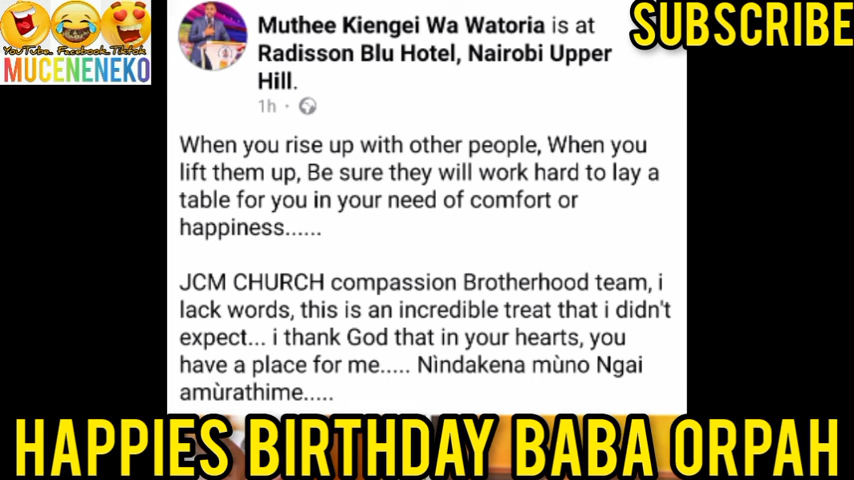 YouTube. Facebook. Tiktok
MUCENENEKO
SUBSCRIBE
Muthee Kiengei Wa Watoria is at
Radisson Blu Hotel, Nairobi Upper
Hill.
1h ·
When you rise up with other people, When you
lift them up, Be sure they will work hard to lay a
table for you in your need of comfort or
happiness......
JCM CHURCH compassion Brotherhood team, i
lack words, this is an incredible treat that i didn't
expect... i thank God that in your hearts, you
have a place for me..... Nìndakena mùno Ngai
amùrathime.....
HAPPIES BIRTHDAY BABA ORPAH